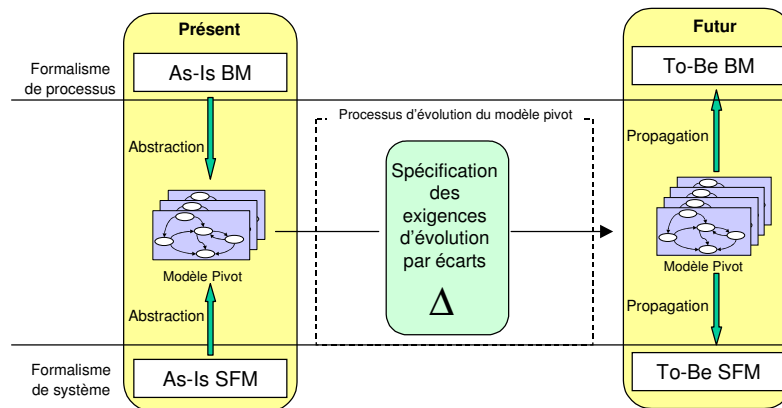 Présent
Futur
Formalisme
de processus
As-Is BM
To-Be BM
Processus d'évolution du modèle pivot
Abstraction
Propagation
Spécification
des
exigences
d'évolution
par écarts
Δ
Modèle Pivot
Modèle Pivot
Abstraction
Propagation
Formalisme
de système
As-Is SFM
To-Be SFM